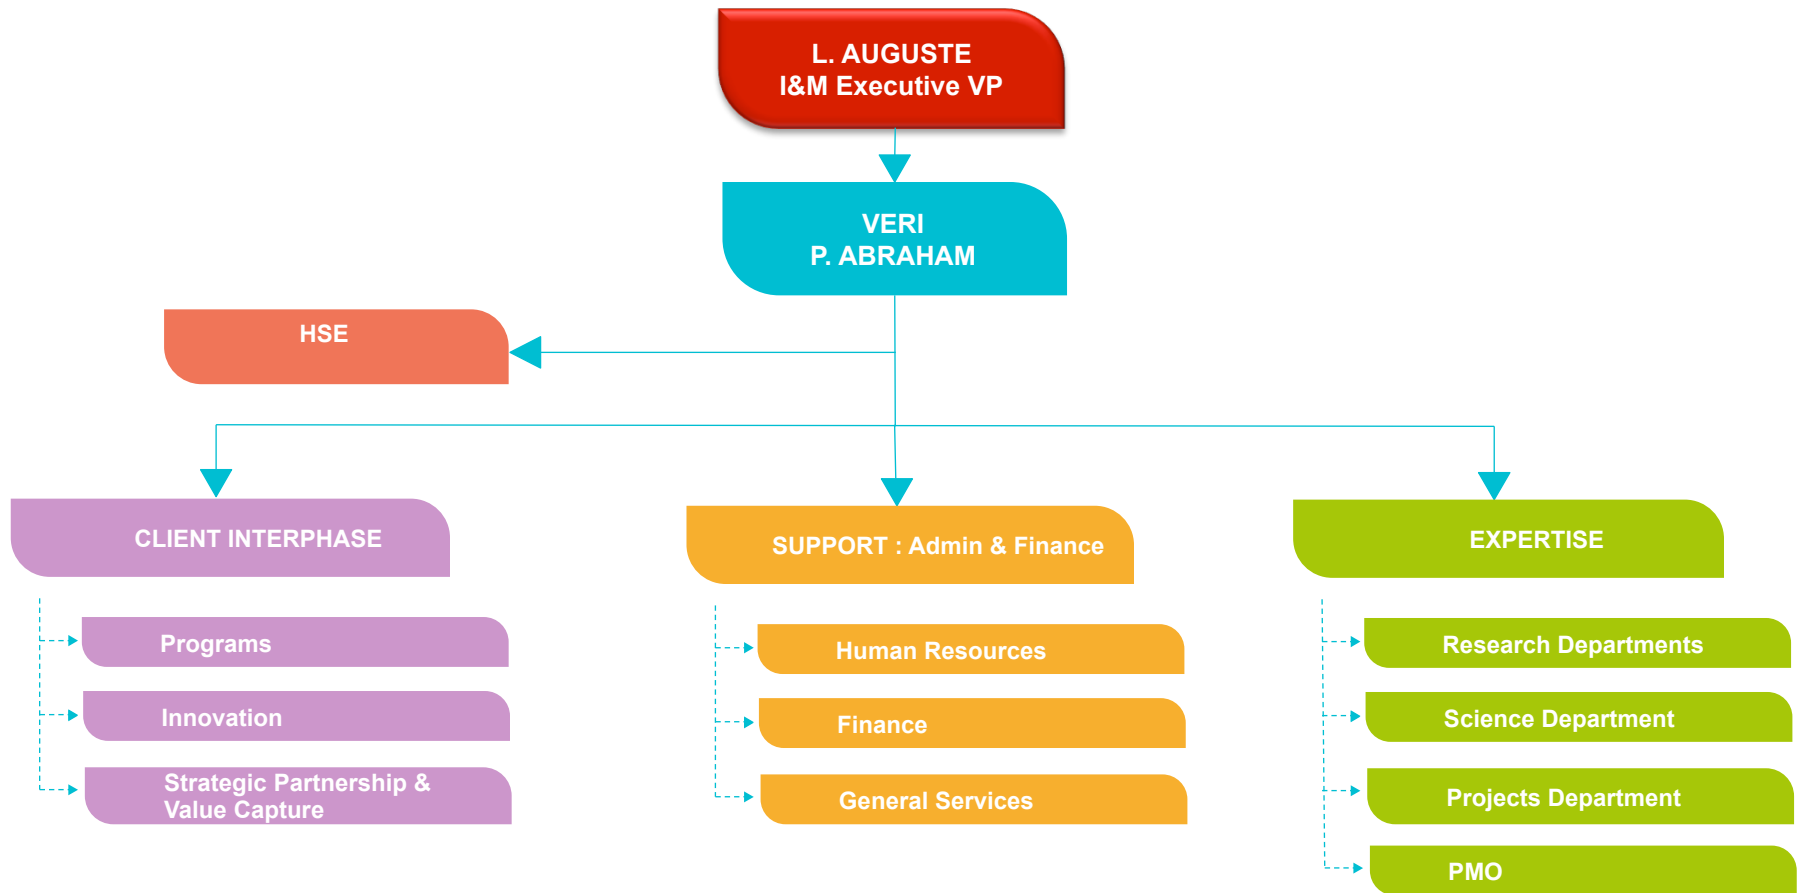 L. AUGUSTE
I&M Executive VP
VERI
P. ABRAHAM
HSE
CLIENT INTERPHASE
Programs
Innovation
Strategic Partnership &
Value Capture
SUPPORT : Admin & Finance
Human Resources
Finance
General Services
EXPERTISE
Research Departments
Science Department
Projects Department
PMO